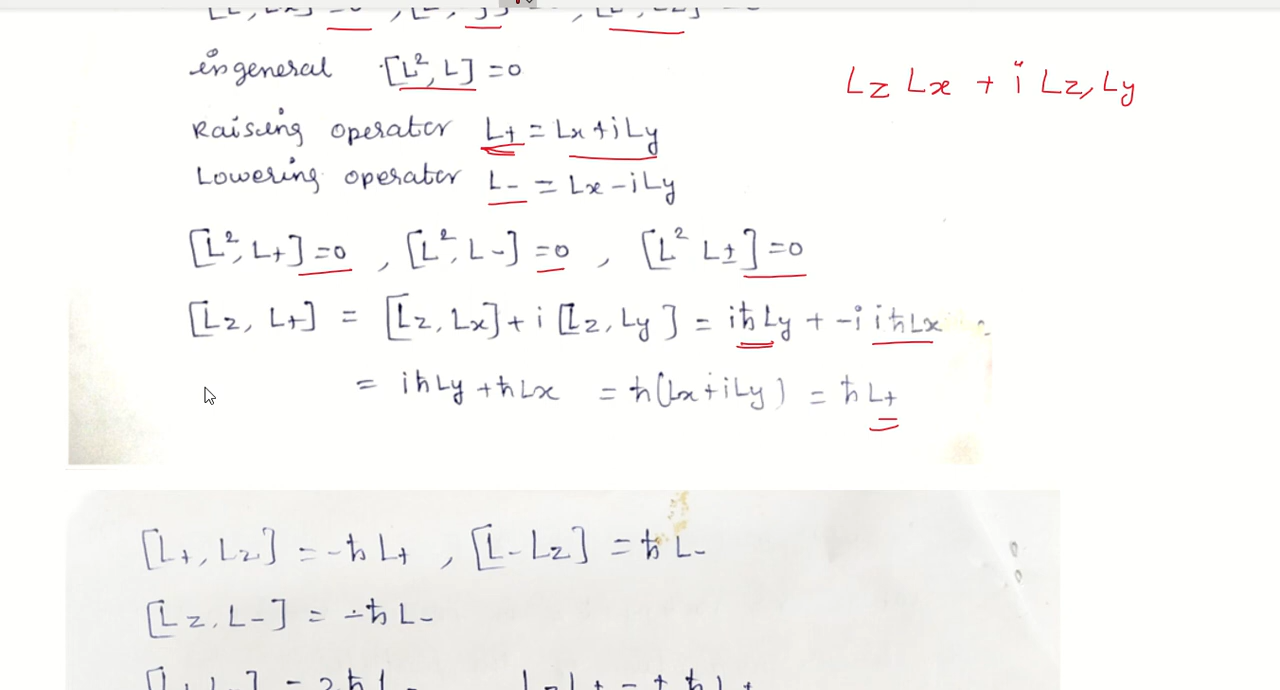 in general [L², L] = 0
Lz Lx + i Lz, Ly
Raising operator L+ = Lx + iLy
Lowering operator L- = Lx - iLy
[L², L+] = 0 , [L², L-] = 0 , [L² L±] = 0
[Lz, L+] = [Lz, Lx] + i [Lz, Ly] = iħLy + -i iħLx
= iħLy + ħLx = ħ(Lx + iLy) = ħL+
[L+, Lz] = -ħL+ , [L- Lz] = ħL-
[Lz, L-] = -ħL-